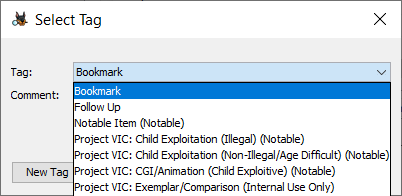 Select Tag
Tag: Bookmark
Comment: Bookmark
Follow Up
Notable Item (Notable)
Project VIC: Child Exploitation (Illegal) (Notable)
Project VIC: Child Exploitation (Non-Illegal/Age Difficult) (Notable)
New Tag Project VIC: CGI/Animation (Child Exploitive) (Notable)
Project VIC: Exemplar/Comparison (Internal Use Only)